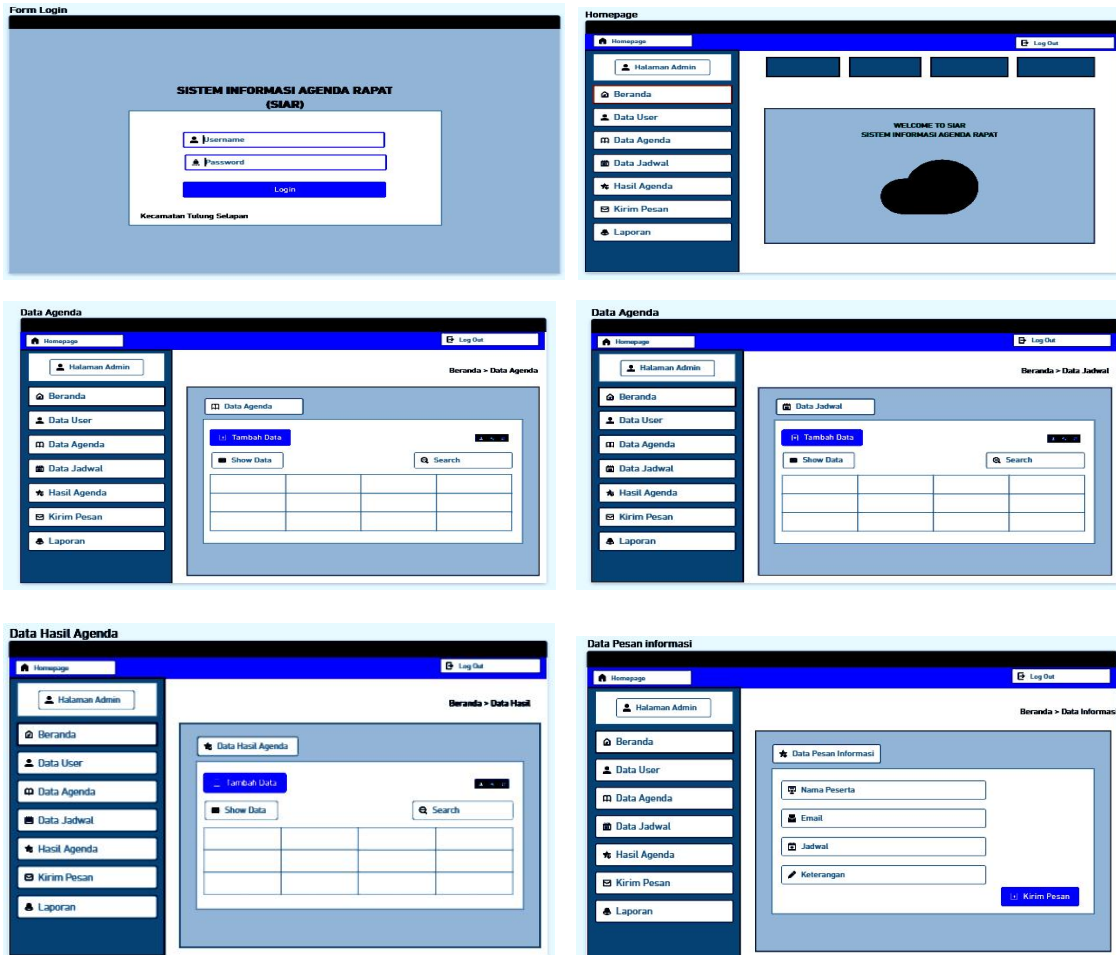 Form Login
SISTEM INFORMASI AGENDA RAPAT
(SIAR)
Username
Password
Login
Kecamatan Tulung Selapan
Homepage
Homepage
Log Out
Halaman Admin
Beranda
Data User
Data Agenda
Data Jadwal
Hasil Agenda
Kirim Pesan
Laporan
WELCOME TO SIAR
SISTEM INFORMASI AGENDA RAPAT
Data Agenda
Homepage
Log Out
Halaman Admin
Beranda > Data Agenda
Beranda
Data User
Data Agenda
Data Jadwal
Hasil Agenda
Kirim Pesan
Laporan
Data Agenda
Tambah Data
Show Data
Search
Data Agenda
Homepage
Log Out
Halaman Admin
Beranda > Data Jadwal
Beranda
Data User
Data Agenda
Data Jadwal
Hasil Agenda
Kirim Pesan
Laporan
Data Jadwal
Tambah Data
Show Data
Search
Data Hasil Agenda
Homepage
Log Out
Halaman Admin
Beranda > Data Hasil
Beranda
Data User
Data Agenda
Data Jadwal
Hasil Agenda
Kirim Pesan
Laporan
Data Hasil Agenda
Tambah Data
Show Data
Search
Data Pesan informasi
Homepage
Log Out
Halaman Admin
Beranda > Data Informasi
Beranda
Data User
Data Agenda
Data Jadwal
Hasil Agenda
Kirim Pesan
Laporan
Data Pesan Informasi
Nama Peserta
Email
Jadwal
Keterangan
Kirim Pesan